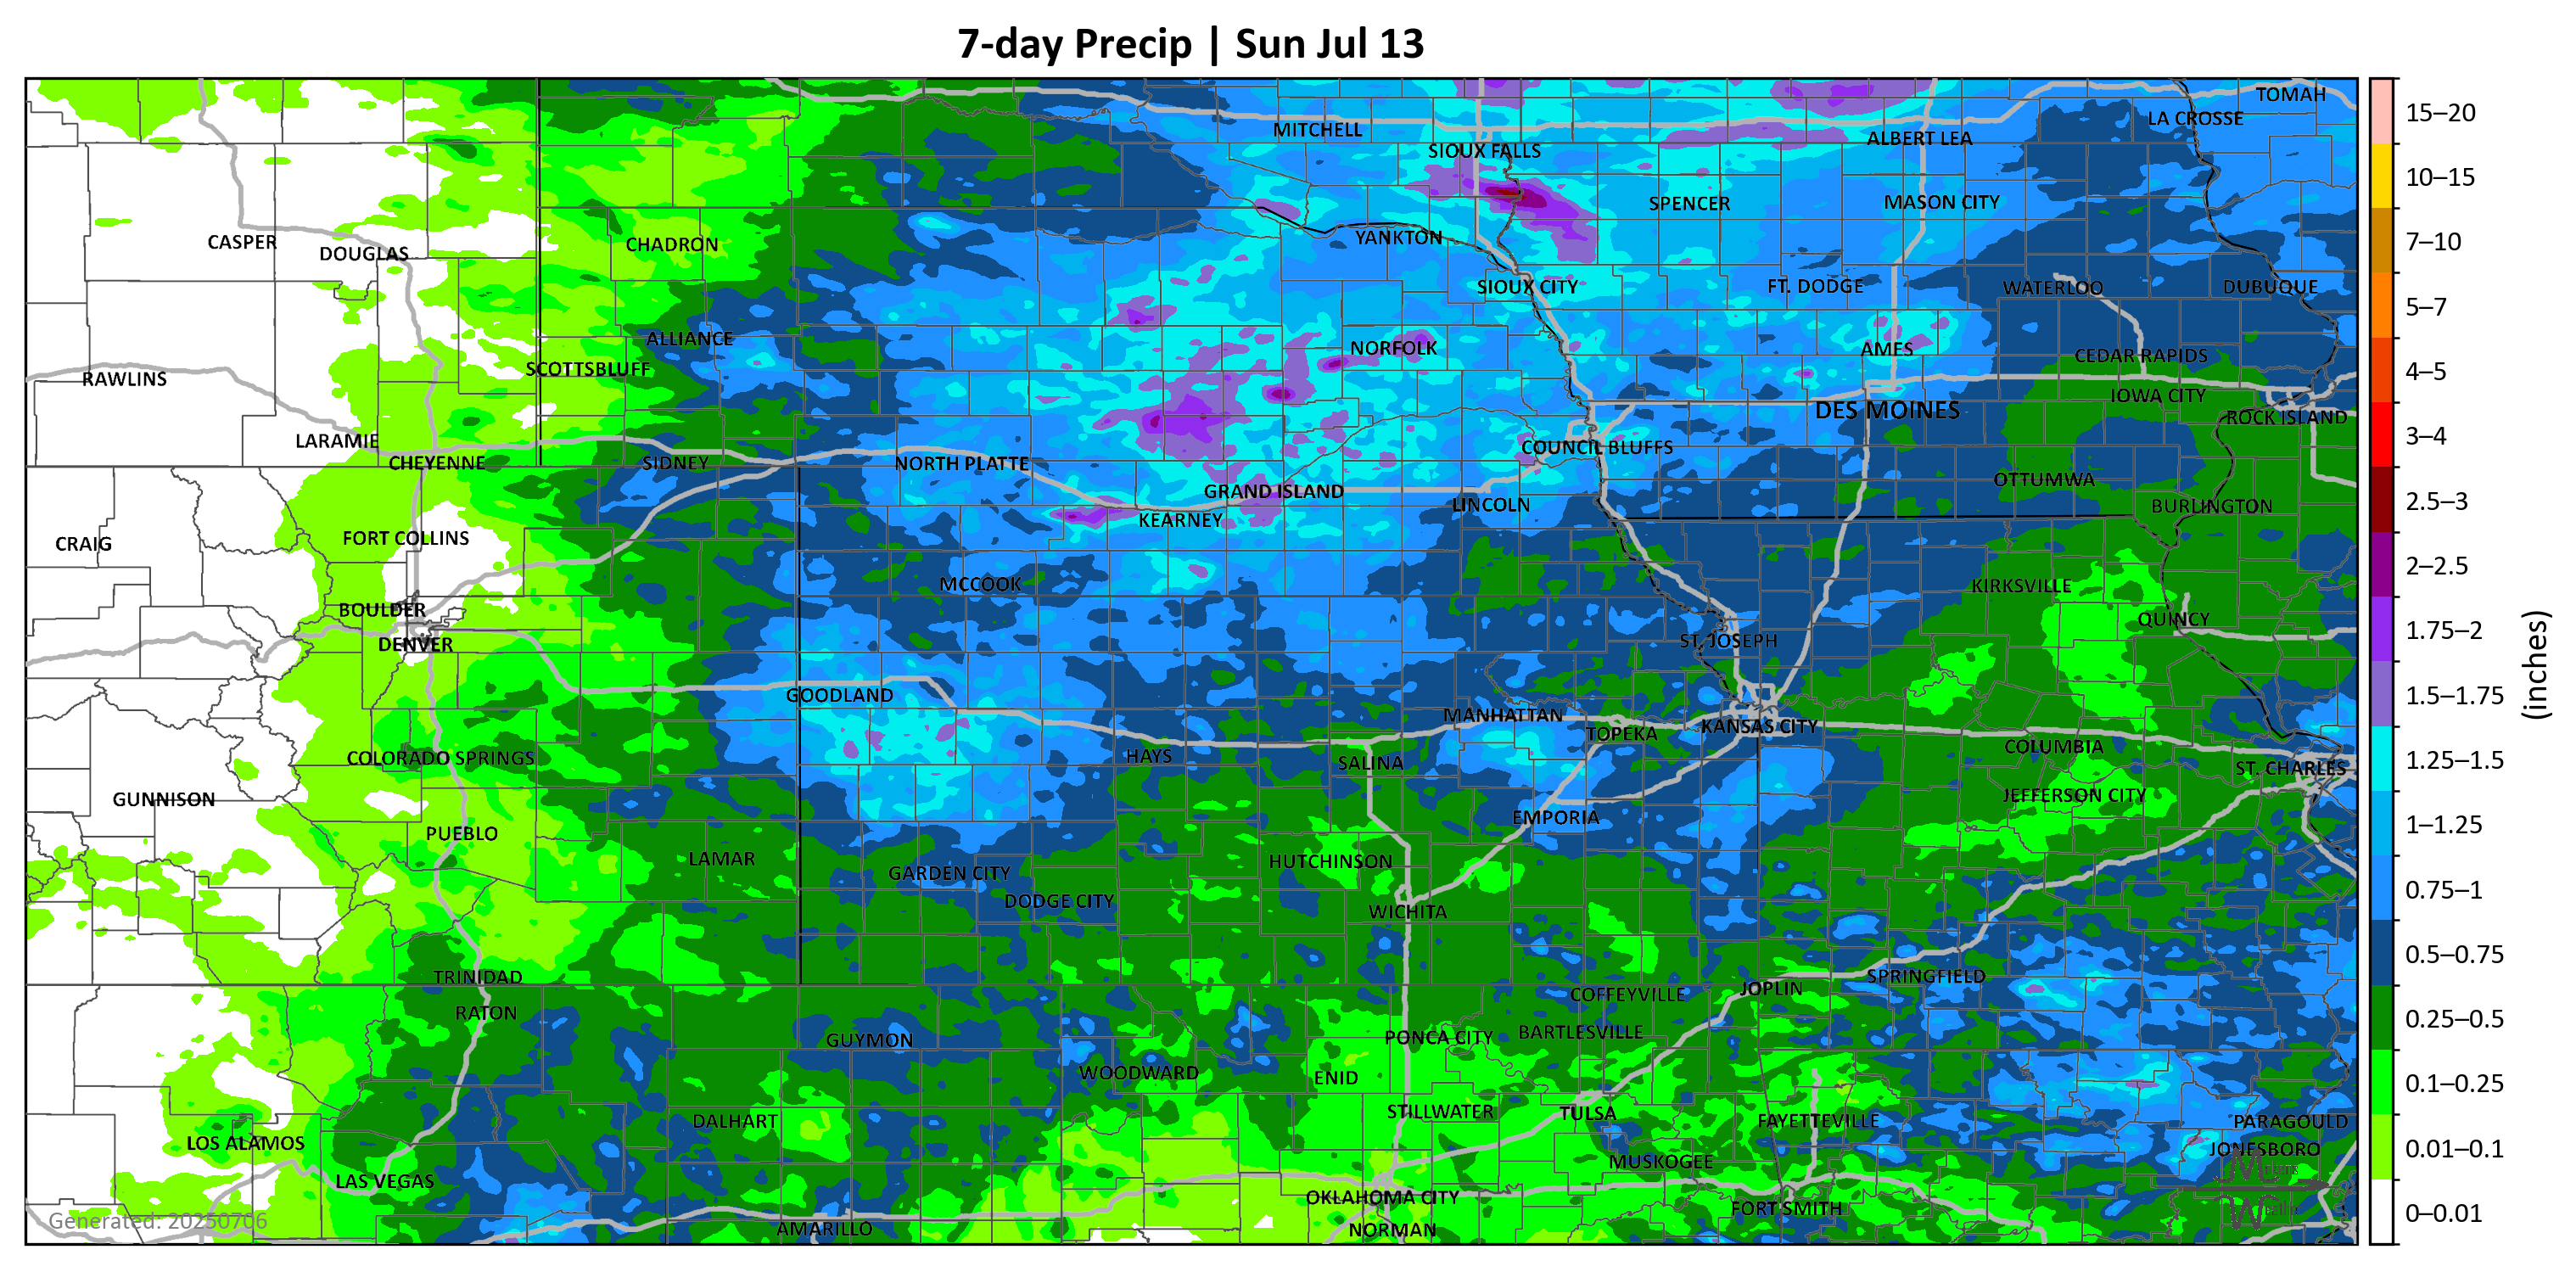 7-day Precip | Sun Jul 13
TOMAH
LA CROSSE
MITCHELL
ALBERT LEA
SIOUX FALLS
SPENCER
MASON CITY
YANKTON
CASPER
DOUGLAS
CHADRON
SIOUX CITY
FT. DODGE
WATERLOO
DUBUQUE
ALLIANCE
NORFOLK
AMES
CEDAR RAPIDS
SCOTTSBLUFF
RAWLINS
IOWA CITY
DES MOINES
ROCK ISLAND
LARAMIE
CHEYENNE
SIDNEY
NORTH PLATTE
COUNCIL BLUFFS
OTTUMWA
GRAND ISLAND
LINCOLN
BURLINGTON
KEARNEY
CRAIG
FORT COLLINS
MCCOOK
KIRKSVILLE
BOULDER
QUINCY
DENVER
ST. JOSEPH
GOODLAND
MANHATTAN
TOPEKA
KANSAS CITY
COLUMBIA
COLORADO SPRINGS
HAYS
SALINA
ST. CHARLES
GUNNISON
JEFFERSON CITY
PUEBLO
EMPORIA
LAMAR
HUTCHINSON
GARDEN CITY
DODGE CITY
WICHITA
TRINIDAD
SPRINGFIELD
JOPLIN
COFFEYVILLE
RATON
GUYMON
PONCA CITY
BARTLESVILLE
WOODWARD
ENID
DALHART
STILLWATER
TULSA
FAYETTEVILLE
PARAGOULD
LOS ALAMOS
JONESBORO
MUSKOGEE
LAS VEGAS
OKLAHOMA CITY
FORT SMITH
AMARILLO
NORMAN
Generated: 20250706
15–20
10–15
7–10
5–7
4–5
3–4
2.5–3
2–2.5
1.75–2
1.5–1.75
1.25–1.5
1–1.25
0.75–1
0.5–0.75
0.25–0.5
0.1–0.25
0.01–0.1
0–0.01
(inches)